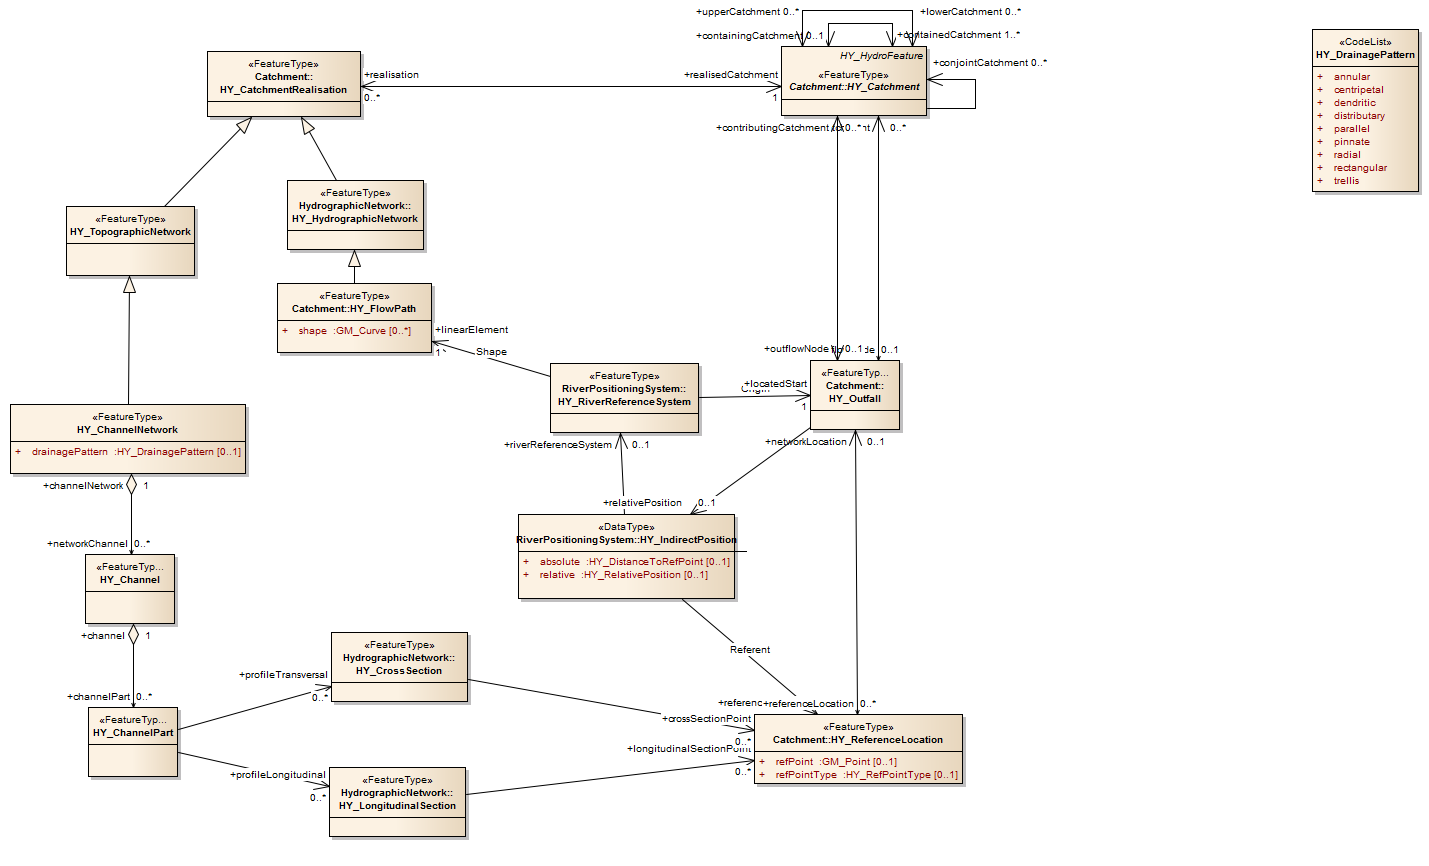 +upperCatchment 0..*
+lowerCatchment 0..*
+containingCatchment 0..1
+containedCatchment 1..*
HY_HydroFeature
«FeatureType»
Catchment::HY_Catchment
+conjointCatchment 0..*
«CodeList»
HY_DrainagePattern
+ annular
+ centripetal
+ dendritic
+ distributary
+ parallel
+ pinnate
+ radial
+ rectangular
+ trellis
«FeatureType»
Catchment::
HY_CatchmentRealisation
+realisation
0..*
+realisedCatchment
1
+contributingCatchment
0..*
0..*
«FeatureType»
HY_TopographicNetwork
«FeatureType»
HydrographicNetwork::
HY_HydrographicNetwork
«FeatureType»
Catchment::HY_FlowPath
+ shape :GM_Curve [0..*]
+linearElement
1
Shape
+outflowNode
0..1
0..1
«FeatureType»
RiverPositioningSystem::
HY_RiverReferenceSystem
+locatedStart
1
«FeatureTyp...
Catchment::
HY_Outfall
«FeatureType»
HY_ChannelNetwork
+ drainagePattern :HY_DrainagePattern [0..1]
+riverReferenceSystem
0..1
+networkLocation
0..1
+channelNetwork
1
+relativePosition
0..1
«DataType»
RiverPositioningSystem::HY_IndirectPosition
+ absolute :HY_DistanceToRefPoint [0..1]
+ relative :HY_RelativePosition [0..1]
+networkChannel
0..*
«FeatureTyp...
HY_Channel
+channel
1
«FeatureType»
HydrographicNetwork::
HY_CrossSection
Referent
+profileTransversal
0..*
+channelPart
0..*
«FeatureTyp...
HY_ChannelPart
+referenceLocation
0..*
+crossSectionPoint
0..*
+longitudinalSectionPoint
0..*
«FeatureType»
Catchment::HY_ReferenceLocation
+ refPoint :GM_Point [0..1]
+ refPointType :HY_RefPointType [0..1]
+profileLongitudinal
0..*
«FeatureType»
HydrographicNetwork::
HY_LongitudinalSection